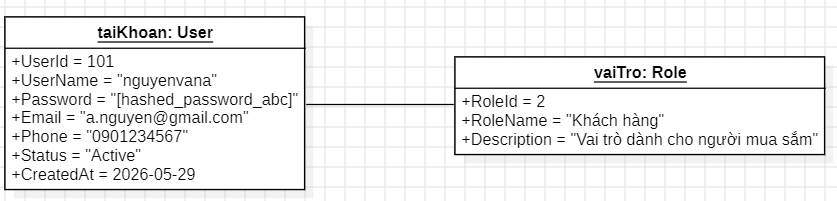 taiKhoan: User
+UserId = 101
+UserName = "nguyenvana"
+Password = "[hashed_password_abc]"
+Email = "a.nguyen@gmail.com"
+Phone = "0901234567"
+Status = "Active"
+CreatedAt = 2026-05-29
vaiTro: Role
+RoleId = 2
+RoleName = "Khách hàng"
+Description = "Vai trò dành cho người mua sắm"